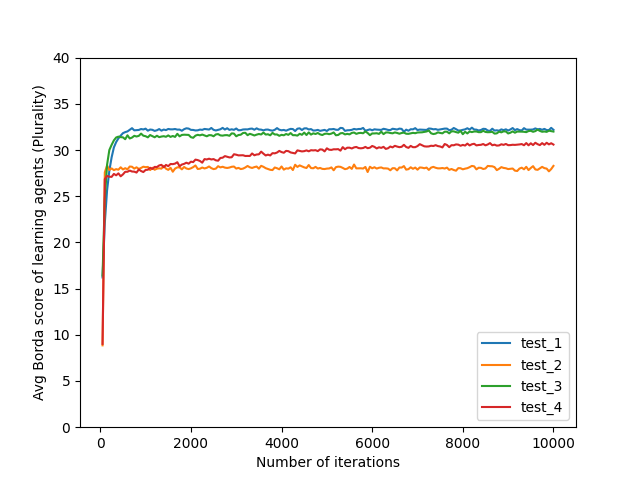 40
35
30
25
20
15
10
5
0
0 2000 4000 6000 8000 10000
Avg Borda score of learning agents (Plurality)
Number of iterations
test_1
test_2
test_3
test_4